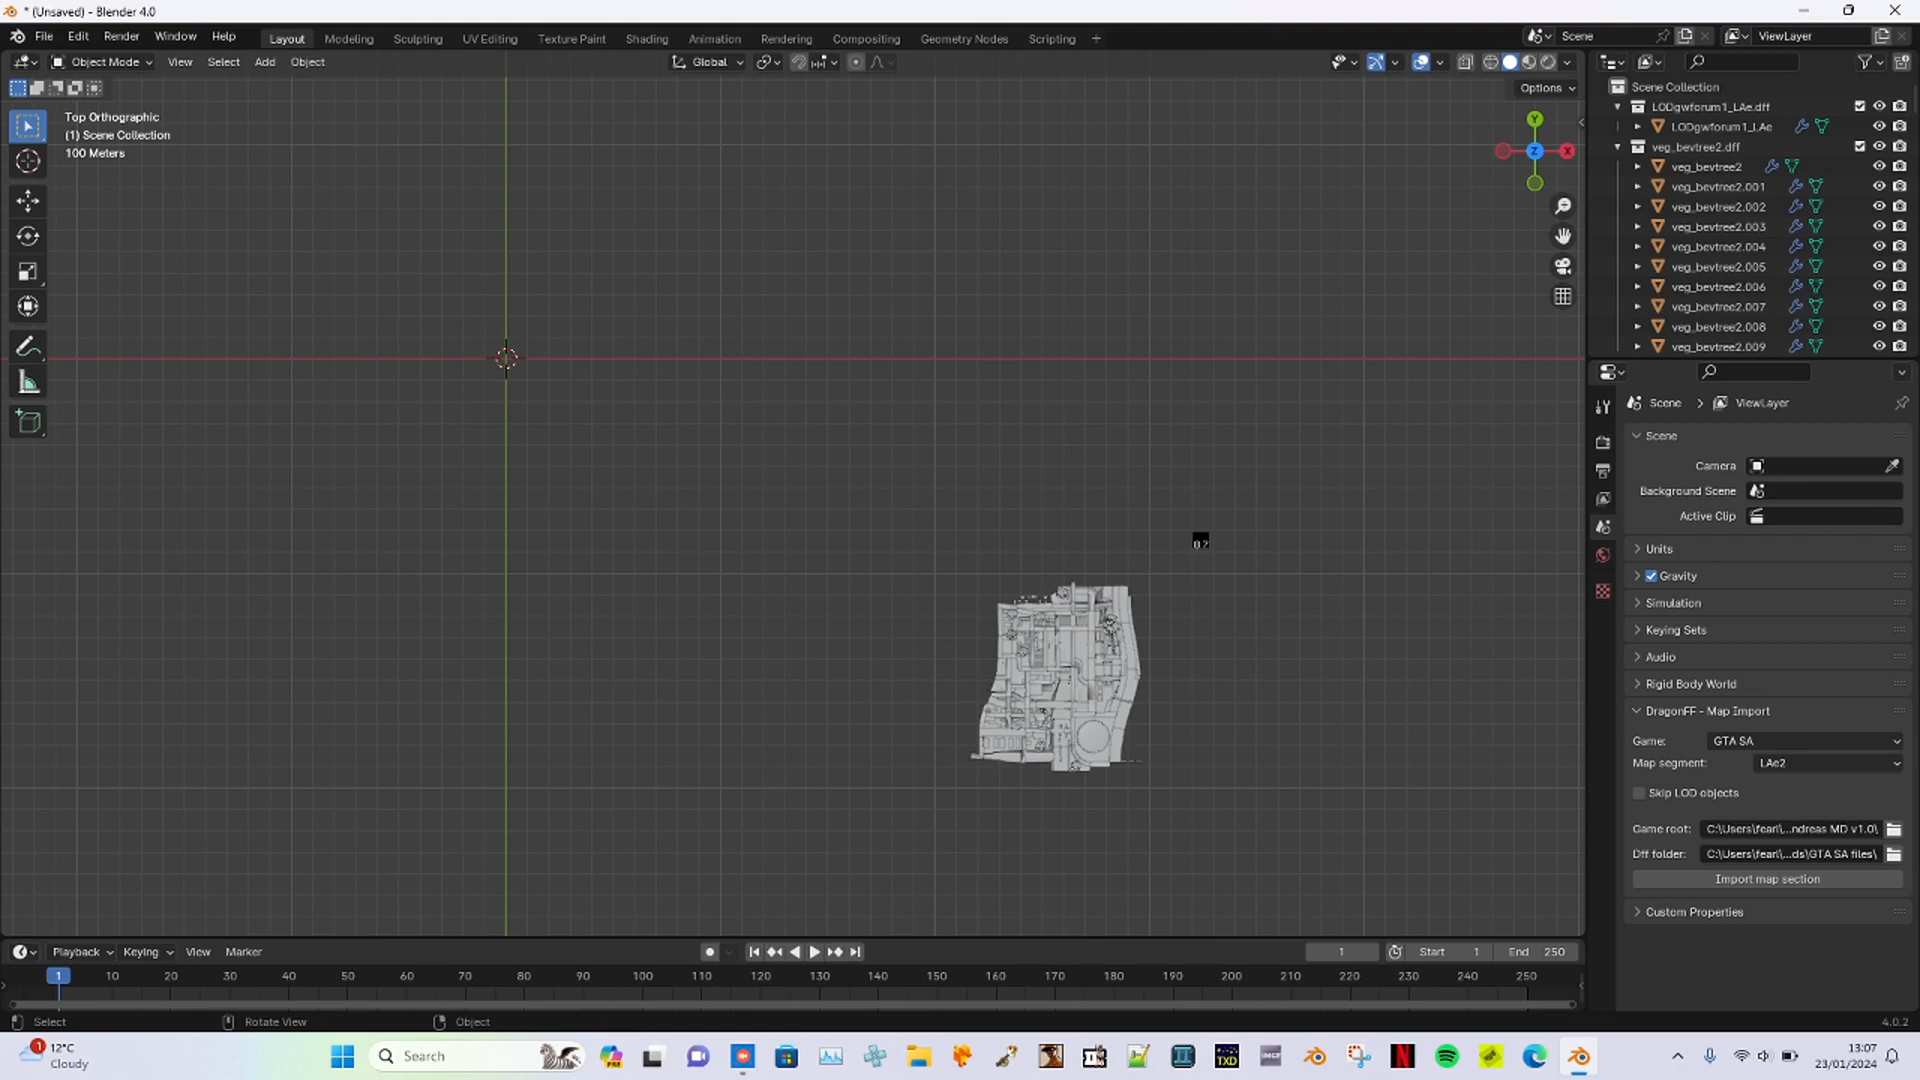 * (Unsaved) - Blender 4.0
File Edit Render Window Help
Layout Modeling Sculpting UV Editing Texture Paint Shading Animation Rendering Compositing Geometry Nodes Scripting +
Scene
ViewLayer
Object Mode View Select Add Object
Global
Options
Top Orthographic
(1) Scene Collection
100 Meters
Y
Z
X
Scene Collection
LODgwforum1_LAe.dff
LODgwforum1_LAe
veg_bevtree2.dff
veg_bevtree2
veg_bevtree2.001
veg_bevtree2.002
veg_bevtree2.003
veg_bevtree2.004
veg_bevtree2.005
veg_bevtree2.006
veg_bevtree2.007
veg_bevtree2.008
veg_bevtree2.009
Scene > ViewLayer
Scene
Camera
Background Scene
Active Clip
Units
Gravity
Simulation
Keying Sets
Audio
Rigid Body World
DragonFF - Map Import
Game: GTA SA
Map segment: LAe2
Skip LOD objects
Game root: C:\Users\fearl\...ndreas MD v1.0\
Dff folder: C:\Users\fearl\...ds\GTA SA files\
Import map section
Custom Properties
Playback Keying View Marker
1
Start 1 End 250
1 10 20 30 40 50 60 70 80 90 100 110 120 130 140 150 160 170 180 190 200 210 220 230 240 250
Select Rotate View Object
4.0.2
1
12°C
Cloudy
Search
PRE
TXD
IMGF
N
13:07
23/01/2024